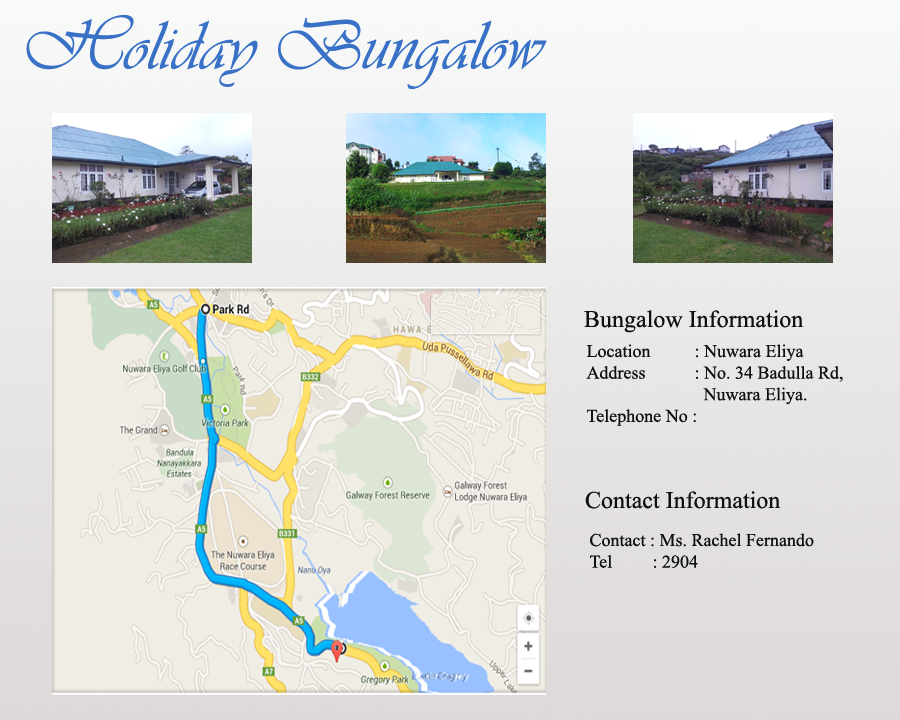 Holiday Bungalow
A5
Park Rd
HAWA E
Uda Pussellawa Rd
Nuwara Eliya Golf Club
B332
Park Rd
A5
Victoria Park
The Grand
Bandula
Nanayakkara
Estates
Galway Forest Reserve
Galway Forest
Lodge Nuwara Eliya
A5
B331
The Nuwara Eliya
Race Course
Nanu Oya
A5
A7
Gregory Park
Upper Lake
Bungalow Information
Location : Nuwara Eliya
Address : No. 34 Badulla Rd,
Nuwara Eliya.
Telephone No :
Contact Information
Contact : Ms. Rachel Fernando
Tel : 2904